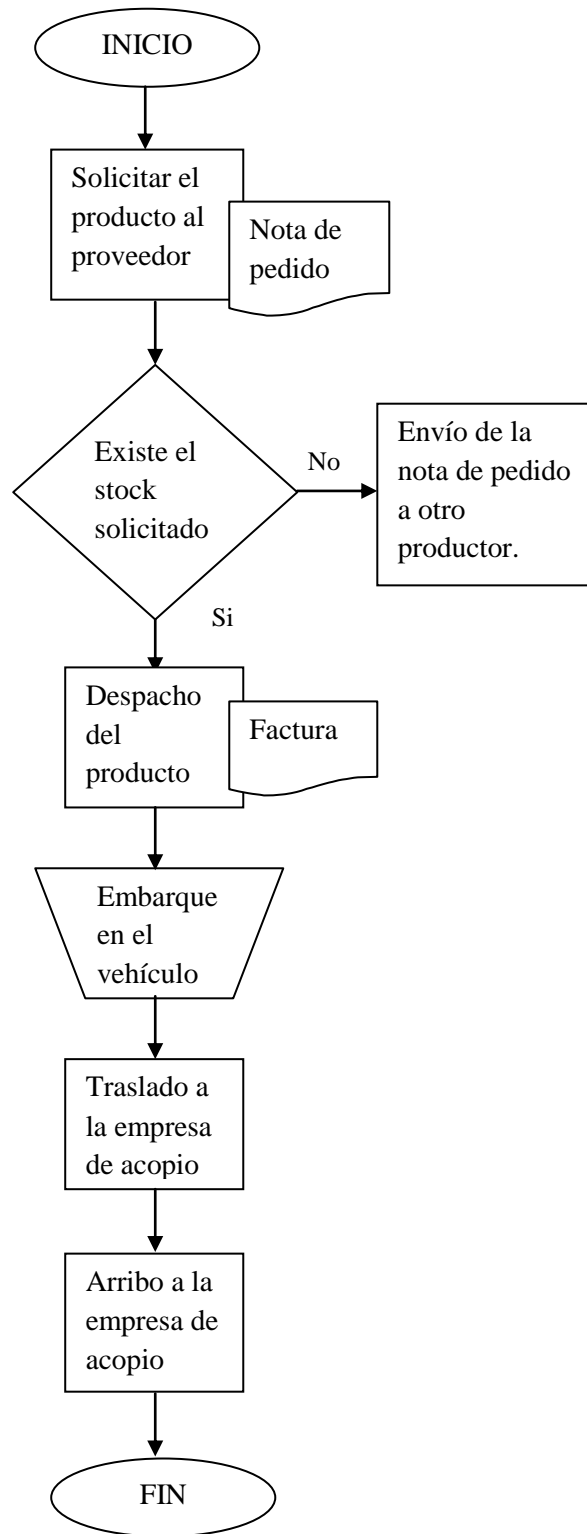 INICIO
Solicitar el
producto al
proveedor
Nota de
pedido
Existe el
stock
solicitado
No
Envío de la
nota de pedido
a otro
productor.
Si
Despacho
del
producto
Factura
Embarque
en el
vehículo
Traslado a
la empresa
de acopio
Arribo a la
empresa de
acopio
FIN